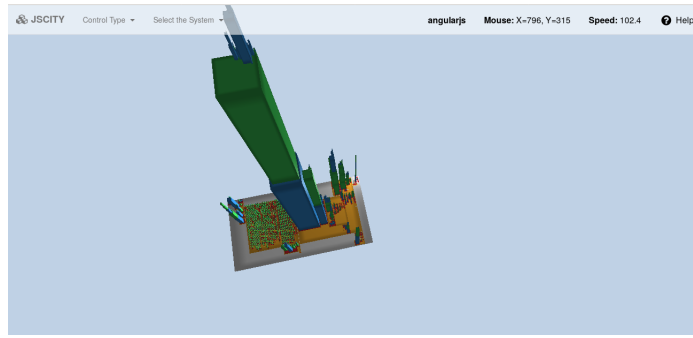 JSCITY Control Type Select the System angularjs Mouse: X=796, Y=315 Speed: 102.4 Help